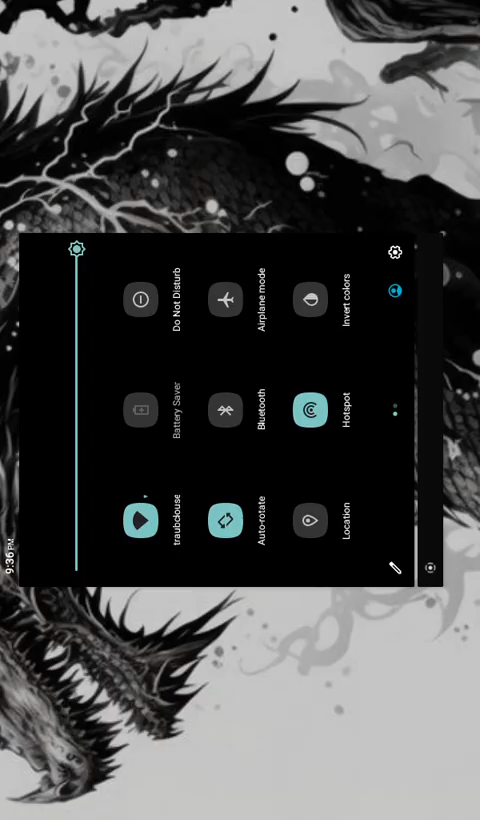 9:36 PM
traubclouse
Battery Saver
Do Not Disturb
Auto-rotate
Bluetooth
Airplane mode
Location
Hotspot
Invert colors